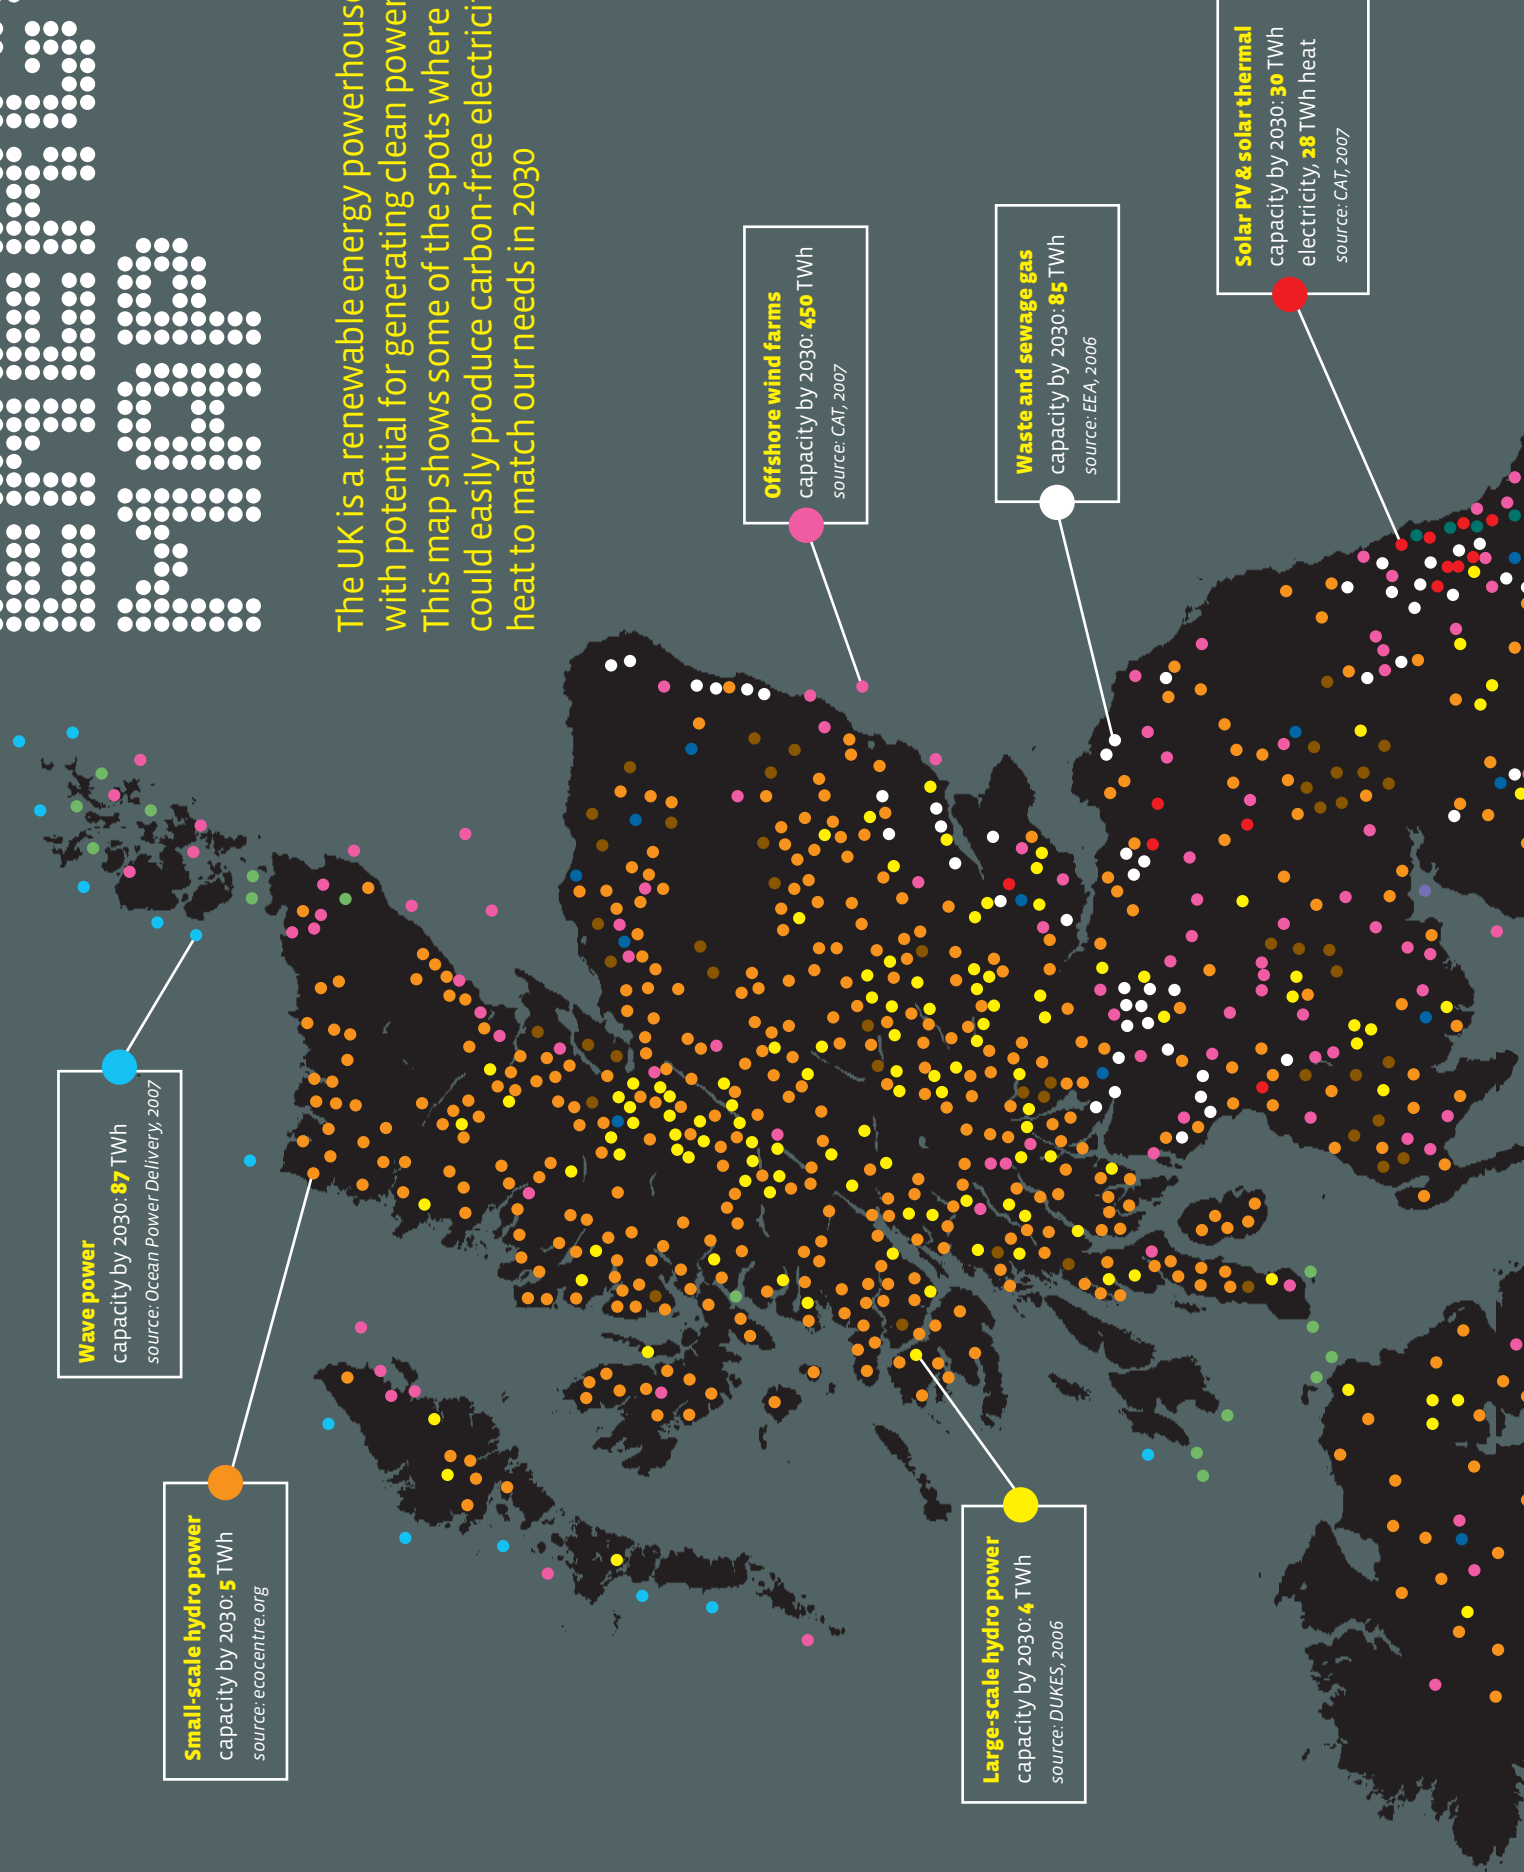 MAP
The UK is a renewable energy powerhouse
with potential for generating clean power
This map shows some of the spots where
could easily produce carbon-free electrici
heat to match our needs in 2030
Wave power
capacity by 2030: 87 TWh
source: Ocean Power Delivery, 2007
Small-scale hydro power
capacity by 2030: 5 TWh
source: ecocentre.org
Offshore wind farms
capacity by 2030: 450 TWh
source: CAT, 2007
Waste and sewage gas
capacity by 2030: 85 TWh
source: EEA, 2006
Large-scale hydro power
capacity by 2030: 4 TWh
source: DUKES, 2006
Solar PV & solar thermal
capacity by 2030: 30 TWh
electricity, 28 TWh heat
source: CAT, 2007